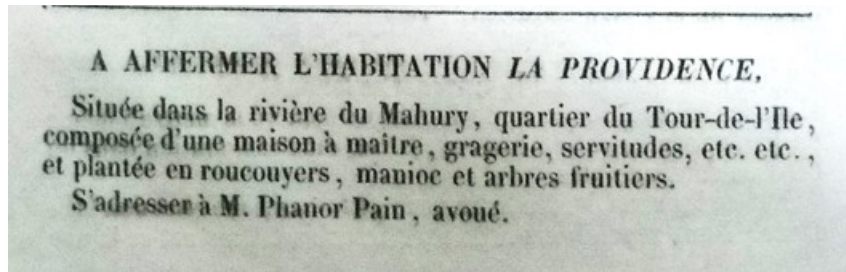 A AFFERMER L'HABITATION LA PROVIDENCE,
Située dans la rivière du Mahury, quartier du Tour-de-l'Ile,
composée d'une maison à maître, gragerie, servitudes, etc. etc.,
et plantée en roucouyers, manioc et arbres fruitiers.
S'adresser à M. Phanor Pain, avoué.